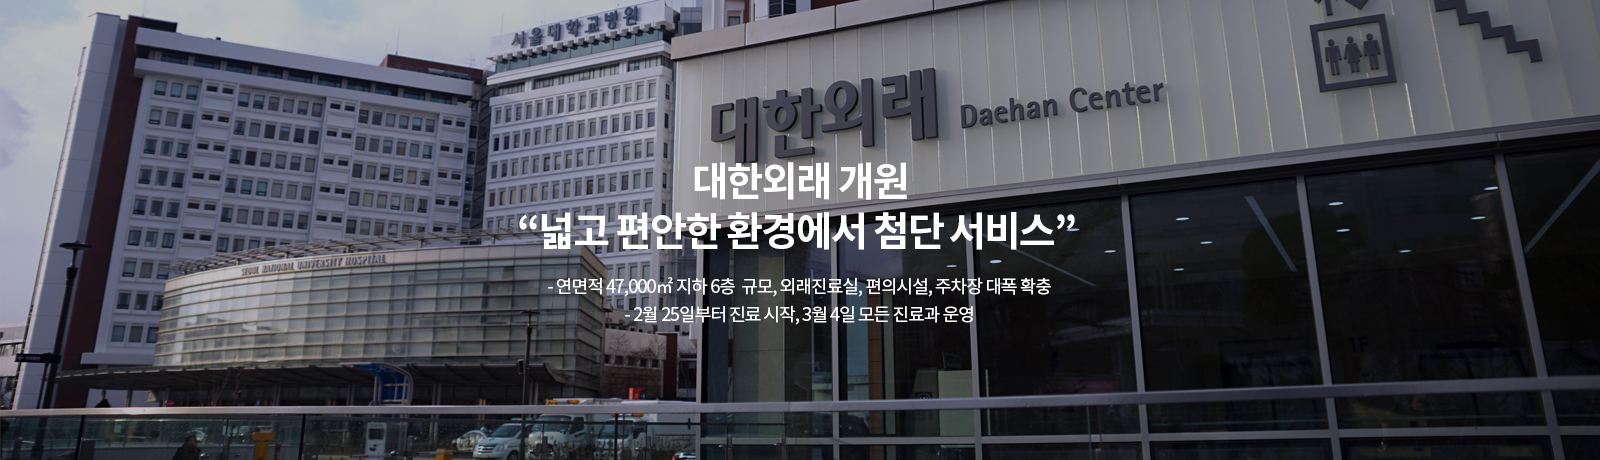 서울대학교병원
대한외래 Daehan Center
대한외래 개원
“넓고 편안한 환경에서 첨단 서비스”
SEOUL NATIONAL UNIVERSITY HOSPITAL
- 연면적 47,000㎡ 지하 6층 규모, 외래진료실, 편의시설, 주차장 대폭 확충
- 2월 25일부터 진료 시작, 3월 4일 모든 진료과 운영
1F